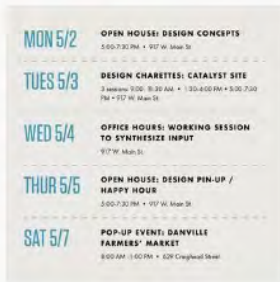 MON 5/2
OPEN HOUSE: DESIGN CONCEPTS
5:00-7:30 PM • 917 W. Main St.
TUES 5/3
DESIGN CHARETTES: CATALYST SITE
3 sessions 9:00 - 11:30 AM • 1:30-4:00 PM • 5:00-7:30
PM • 917 W. Main St.
WED 5/4
OFFICE HOURS: WORKING SESSION
TO SYNTHESIZE INPUT
917 W. Main St.
THUR 5/5
OPEN HOUSE: DESIGN PIN-UP /
HAPPY HOUR
5:00-7:30 PM • 917 W. Main St.
SAT 5/7
POP-UP EVENT: DANVILLE
FARMERS' MARKET
8:00 AM -1:00 PM • 629 Craghead Street